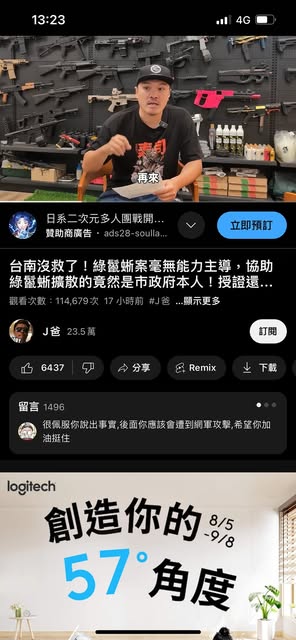 13:23
4G
再來
日系二次元多人團戰開...
贊助商廣告 · ads28-soulla...
立即預訂
台南沒救了！綠鬣蜥案毫無能力主導，協助
綠鬣蜥擴散的竟然是市政府本人！授證還...
觀看次數：114,679次 17 小時前 #J 爸 ...顯示更多
J 爸 23.5 萬
訂閱
6437
分享
Remix
下載
留言 1496
很佩服你說出事實,後面你應該會遭到網軍攻擊,希望你加
油挺住
logitech
創造你的
8/5
-9/8
57°角度